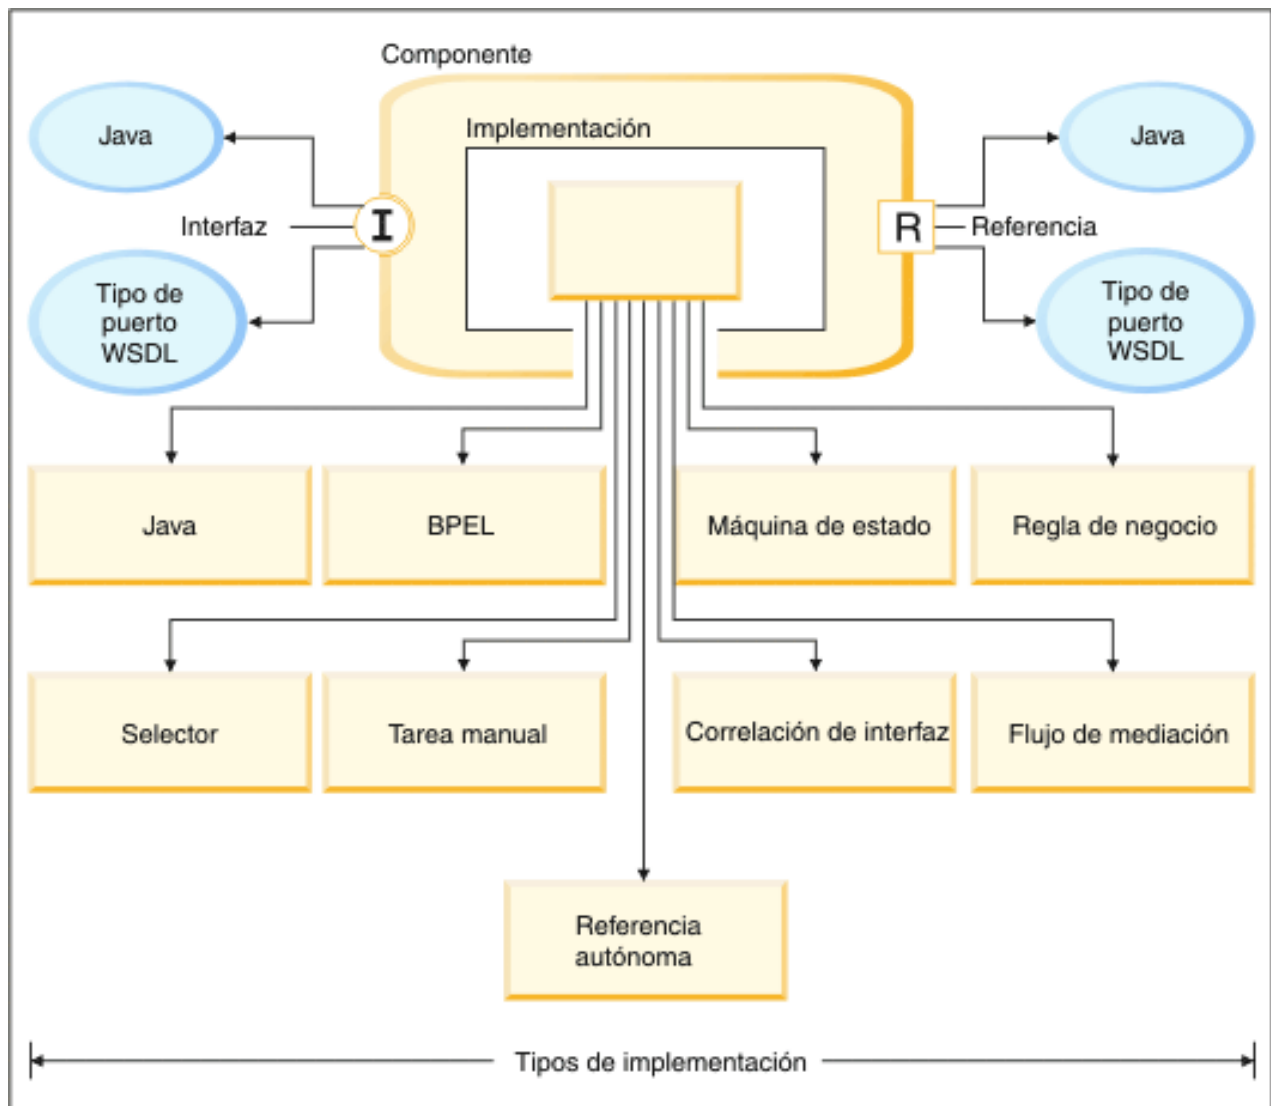 Componente
Java
Implementación
Java
Interfaz
I
R
Referencia
Tipo de
puerto
WSDL
Tipo de
puerto
WSDL
Java
BPEL
Máquina de estado
Regla de negocio
Selector
Tarea manual
Correlación de interfaz
Flujo de mediación
Referencia
autónoma
Tipos de implementación